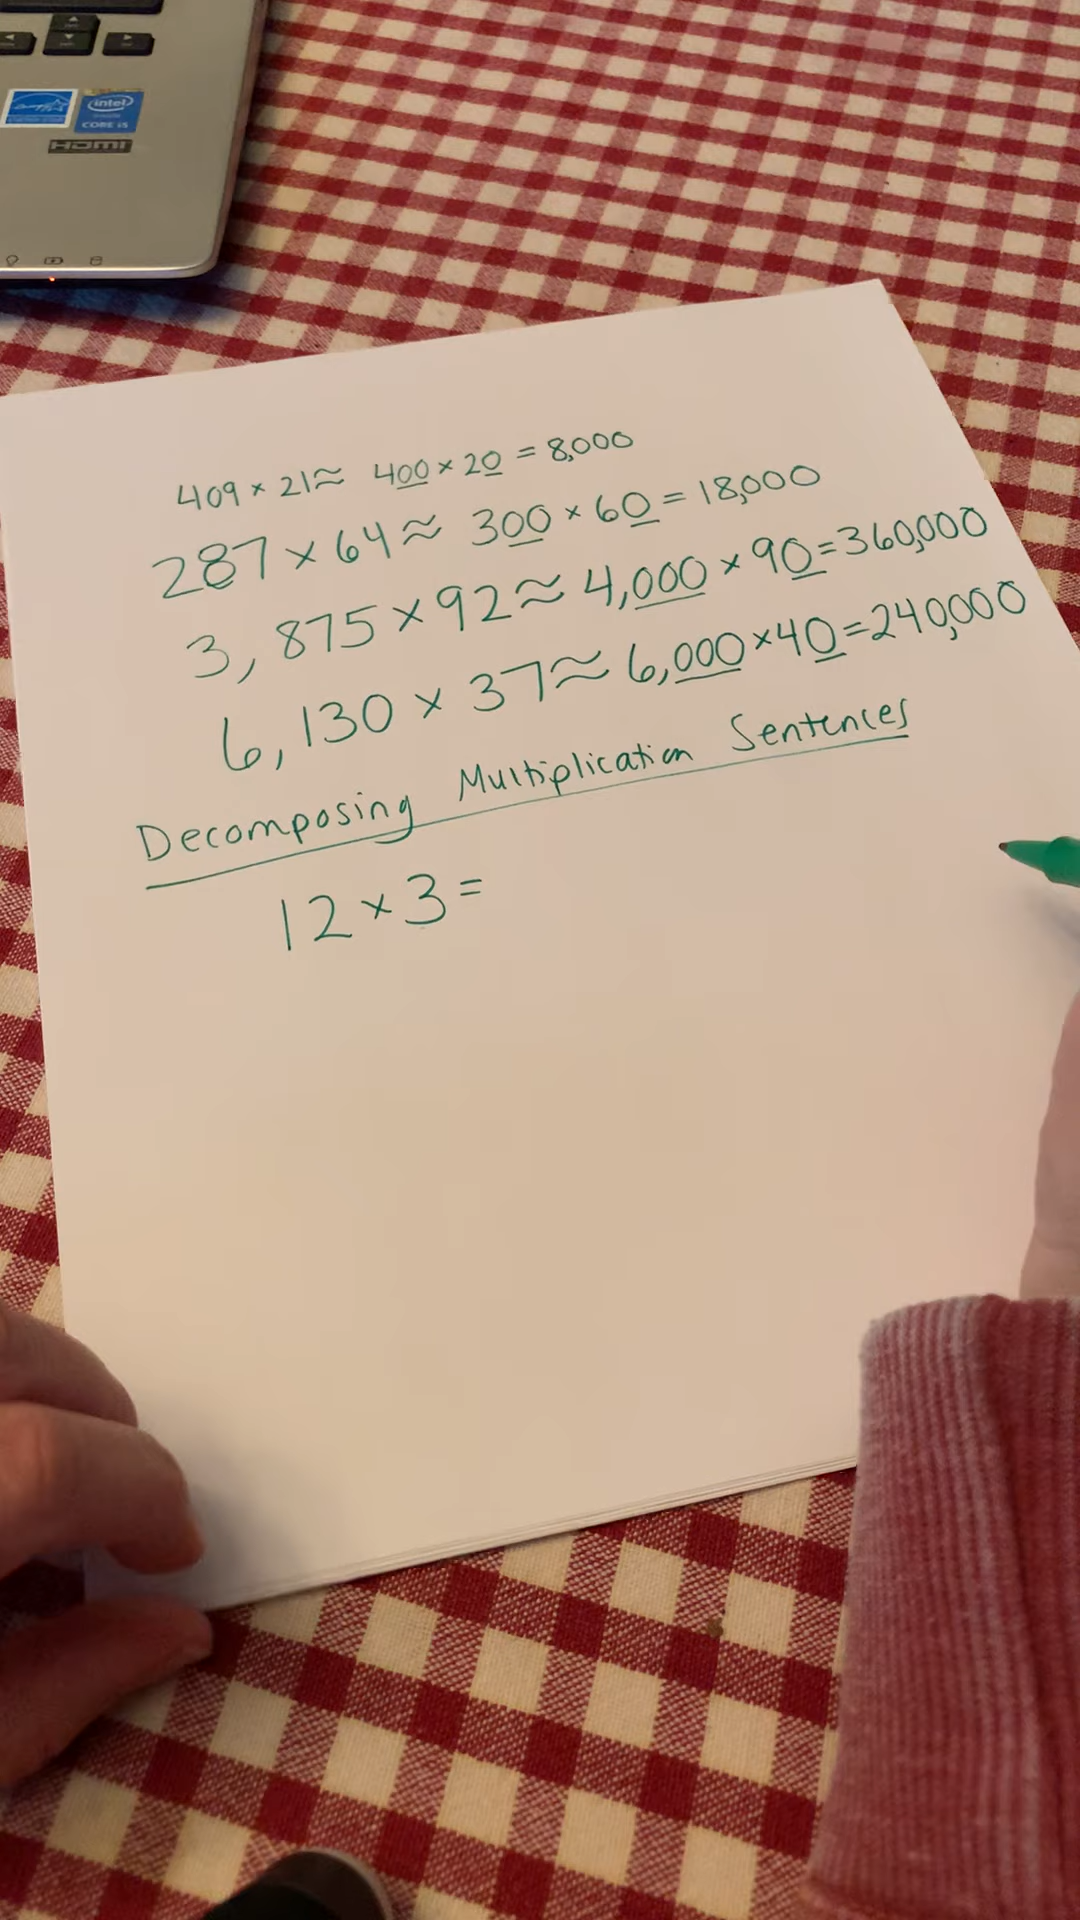 intel
inside
CORE i5
HDMI
409 × 21 ≈ 400 × 20 = 8,000
287 × 64 ≈ 300 × 60 = 18,000
3,875 × 92 ≈ 4,000 × 90 = 360,000
6,130 × 37 ≈ 6,000 × 40 = 240,000
Decomposing Multiplication Sentences
12 × 3 =